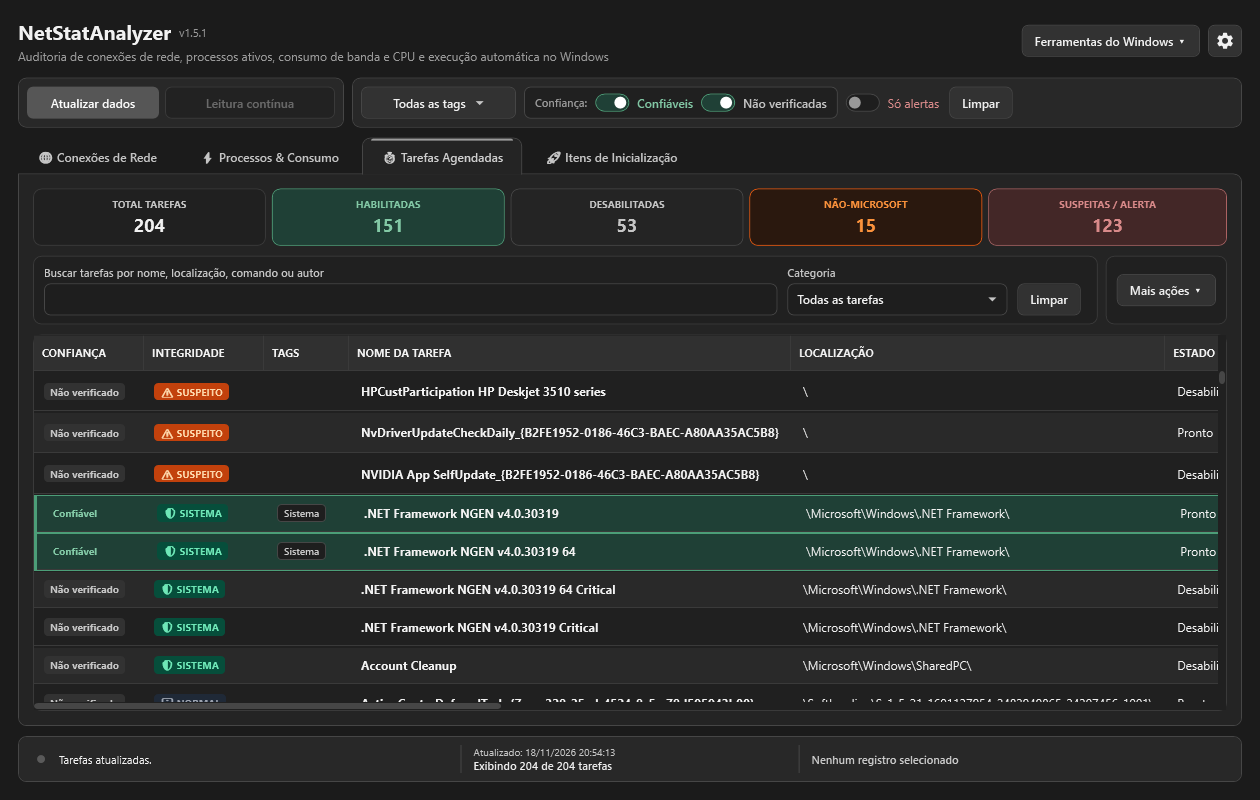 NetStatAnalyzer v1.5.1
Auditoria de conexões de rede, processos ativos, consumo de banda e CPU e execução automática no Windows
Ferramentas do Windows
Atualizar dados
Leitura contínua
Todas as tags
Confiança:
Confiáveis
Não verificadas
Só alertas
Limpar
Conexões de Rede
Processos & Consumo
Tarefas Agendadas
Itens de Inicialização
TOTAL TAREFAS
204
HABILITADAS
151
DESABILITADAS
53
NÃO-MICROSOFT
15
SUSPEITAS / ALERTA
123
Buscar tarefas por nome, localização, comando ou autor
Categoria
Todas as tarefas
Limpar
Mais ações
CONFIANÇA INTEGRIDADE TAGS NOME DA TAREFA LOCALIZAÇÃO ESTADO
Não verificado SUSPEITO HPCustParticipation HP Deskjet 3510 series \ Desabili
Não verificado SUSPEITO NvDriverUpdateCheckDaily_{B2FE1952-0186-46C3-BAEC-A80AA35AC5B8} \ Pronto
Não verificado SUSPEITO NVIDIA App SelfUpdate_{B2FE1952-0186-46C3-BAEC-A80AA35AC5B8} \ Desabili
Confiável SISTEMA Sistema .NET Framework NGEN v4.0.30319 \Microsoft\Windows\.NET Framework\ Pronto
Confiável SISTEMA Sistema .NET Framework NGEN v4.0.30319 64 \Microsoft\Windows\.NET Framework\ Pronto
Não verificado SISTEMA .NET Framework NGEN v4.0.30319 64 Critical \Microsoft\Windows\.NET Framework\ Desabili
Não verificado SISTEMA .NET Framework NGEN v4.0.30319 Critical \Microsoft\Windows\.NET Framework\ Desabili
Não verificado SISTEMA Account Cleanup \Microsoft\Windows\SharedPC\ Desabili
Não verificado NORMAL
Tarefas atualizadas.
Atualizado: 18/11/2026 20:54:13
Exibindo 204 de 204 tarefas
Nenhum registro selecionado